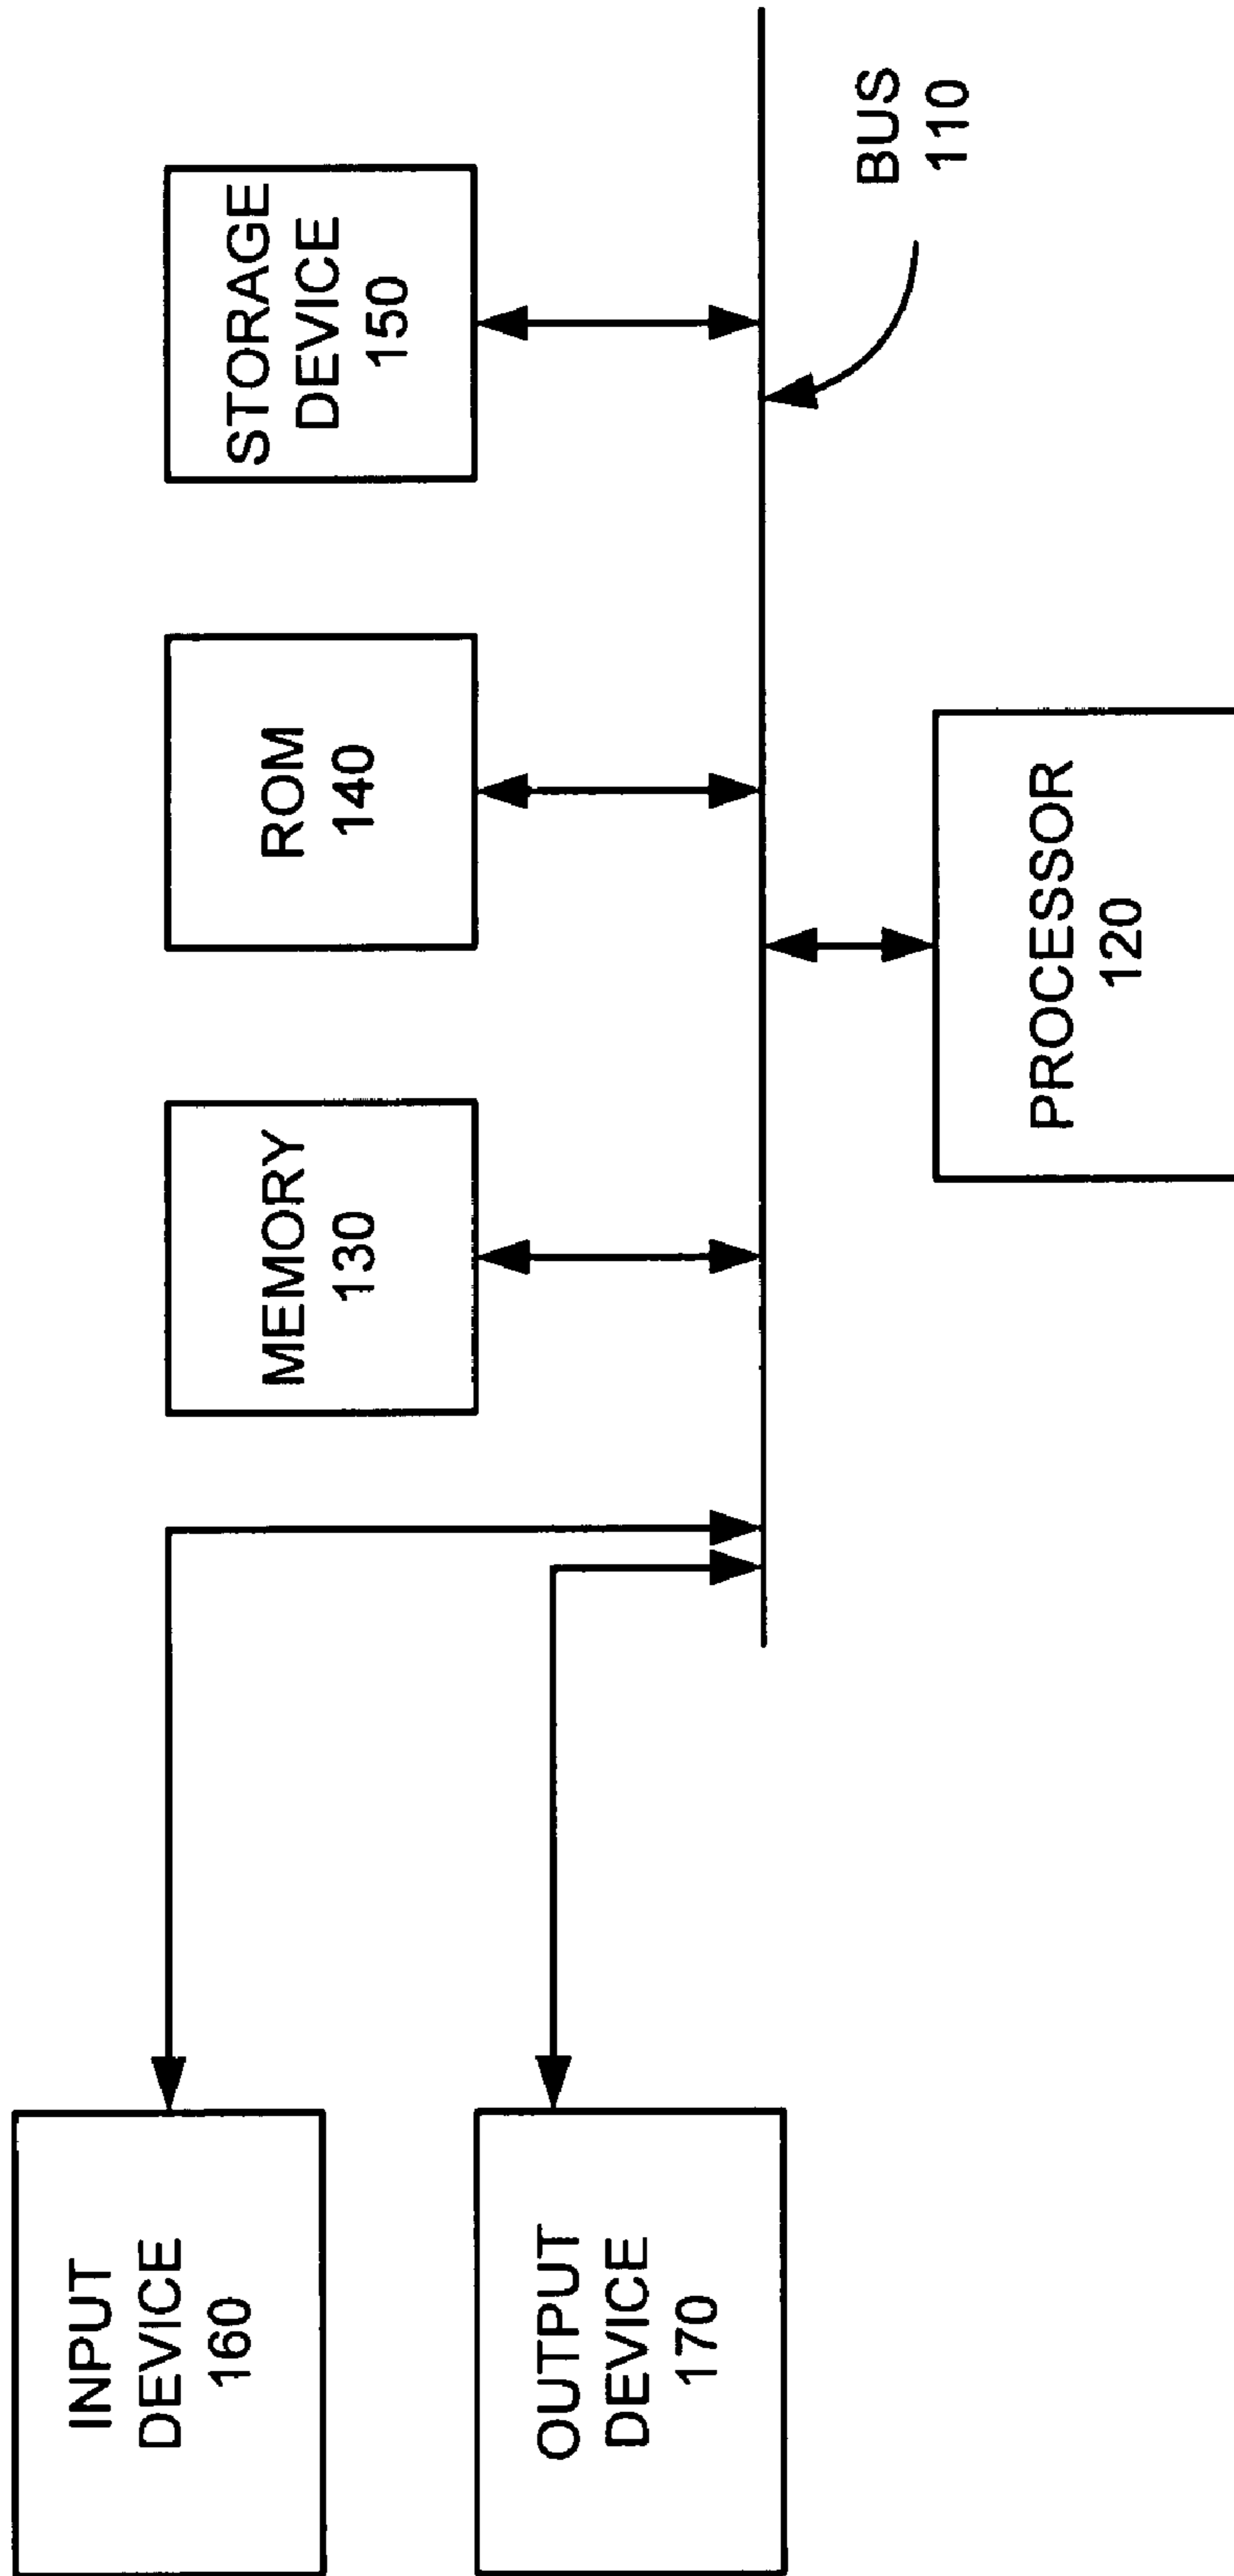 INPUT
DEVICE
160
OUTPUT
DEVICE
170
MEMORY
130
ROM
140
STORAGE
DEVICE
150
PROCESSOR
120
BUS
110